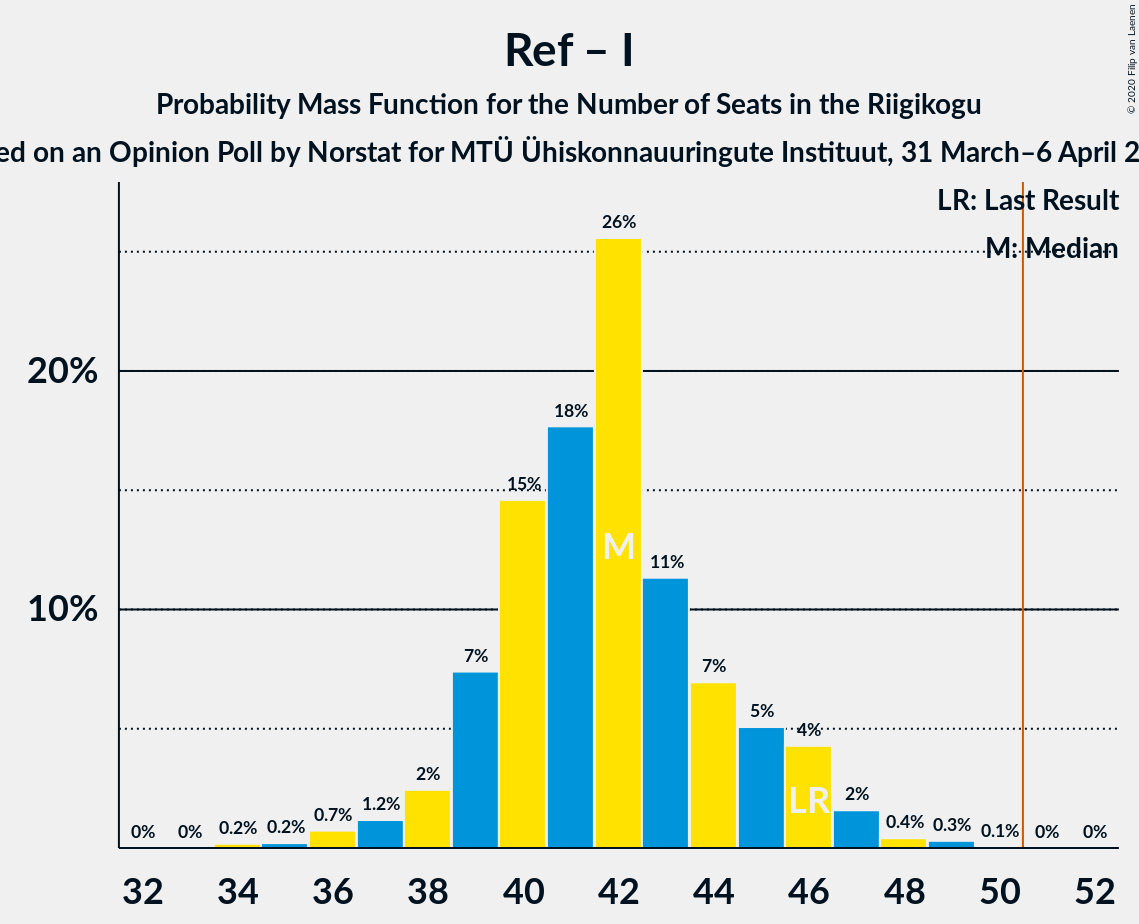 Ref – I
Probability Mass Function for the Number of Seats in the Riigikogu
ed on an Opinion Poll by Norstat for MTÜ Ühiskonnauuringute Instituut, 31 March–6 April 2
© 2020 Filip van Laenen
LR: Last Result
M: Median
20%
10%
0%
0%
0.2%
0.2%
0.7%
1.2%
2%
7%
15%
18%
26%
11%
7%
5%
4%
2%
0.4%
0.3%
0.1%
0%
0%
M
LR
32 34 36 38 40 42 44 46 48 50 52